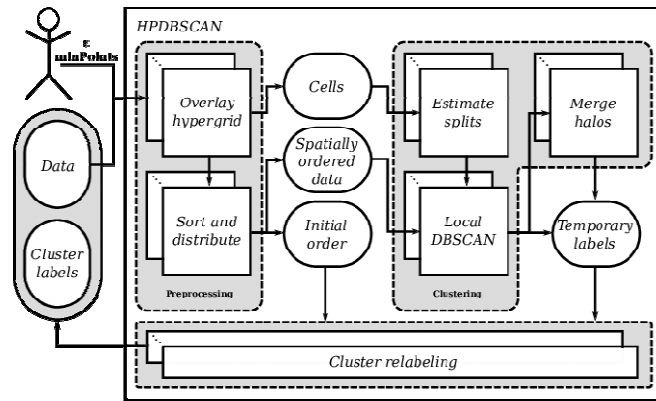 HPDBSCAN
ε
minPoints
Overlay
hypergrid
Cells
Estimate
splits
Merge
halos
Data
Spatially
ordered
data
Sort and
distribute
Initial
order
Local
DBSCAN
Temporary
labels
Cluster
labels
Preprocessing
Clustering
Cluster relabeling